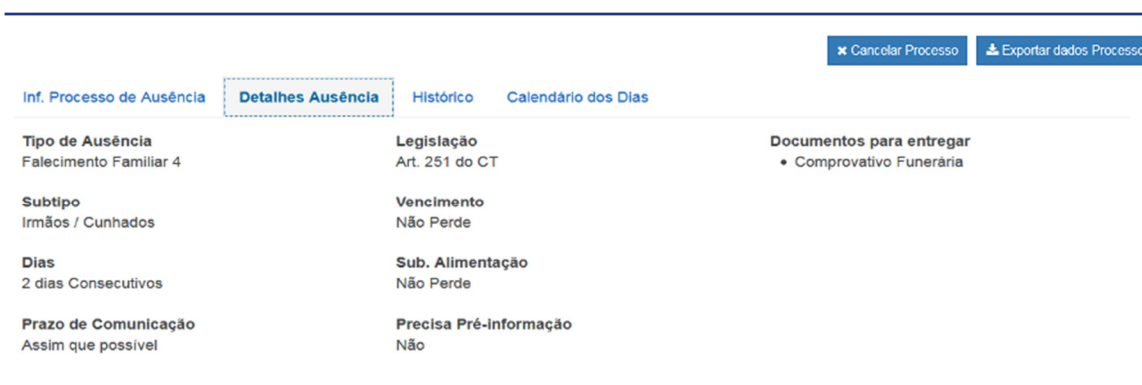 Cancelar Processo
Exportar dados Processo
Inf. Processo de Ausência
Detalhes Ausência
Histórico
Calendário dos Dias
Tipo de Ausência
Falecimento Familiar 4
Legislação
Art. 251 do CT
Documentos para entregar
• Comprovativo Funerária
Subtipo
Irmãos / Cunhados
Vencimento
Não Perde
Dias
2 dias Consecutivos
Sub. Alimentação
Não Perde
Prazo de Comunicação
Assim que possível
Precisa Pré-informação
Não